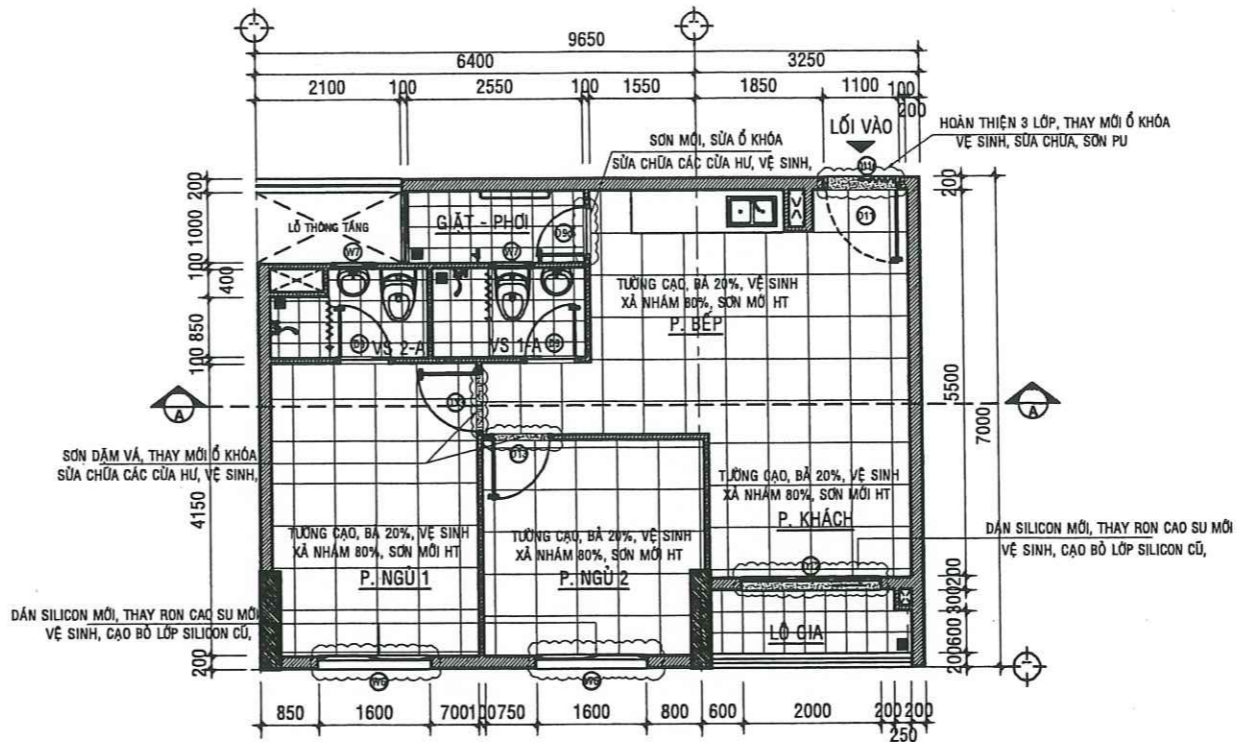 9650
6400 3250
2100 100 2550 100 1550 1850 1100 100
200
LỐI VÀO
HOÀN THIỆN 3 LỚP, THAY MỚI Ổ KHÓA
VỆ SINH, SỬA CHỮA, SƠN PU
SƠN MỚI, SỬA Ổ KHÓA
SỬA CHỮA CÁC CỬA HƯ, VỆ SINH,
200
1000
100
400
850
100
4150
200
LỖ THÔNG TẦNG
GIẶT - PHƠI
W7
W7
D11
TƯỜNG CẠO, BẢ 20%, VỆ SINH
XẢ NHÁM 80%, SƠN MỚI HT
P. BẾP
VS 2-A
VS 1-A
A
A
SƠN DẶM VÁ, THAY MỚI Ổ KHÓA
SỬA CHỮA CÁC CỬA HƯ, VỆ SINH,
TƯỜNG CẠO, BẢ 20%, VỆ SINH
XẢ NHÁM 80%, SƠN MỚI HT
P. KHÁCH
TƯỜNG CẠO, BẢ 20%, VỆ SINH
XẢ NHÁM 80%, SƠN MỚI HT
P. NGỦ 1
TƯỜNG CẠO, BẢ 20%, VỆ SINH
XẢ NHÁM 80%, SƠN MỚI HT
P. NGỦ 2
DÁN SILICON MỚI, THAY RON CAO SU MỚI
VỆ SINH, CẠO BỎ LỚP SILICON CŨ,
DÁN SILICON MỚI, THAY RON CAO SU MỚI
VỆ SINH, CẠO BỎ LỚP SILICON CŨ,
LÔ GIA
200
5500
7000
200
300
600
200
850 1600 700 100 750 1600 800 600 2000 200 200
250